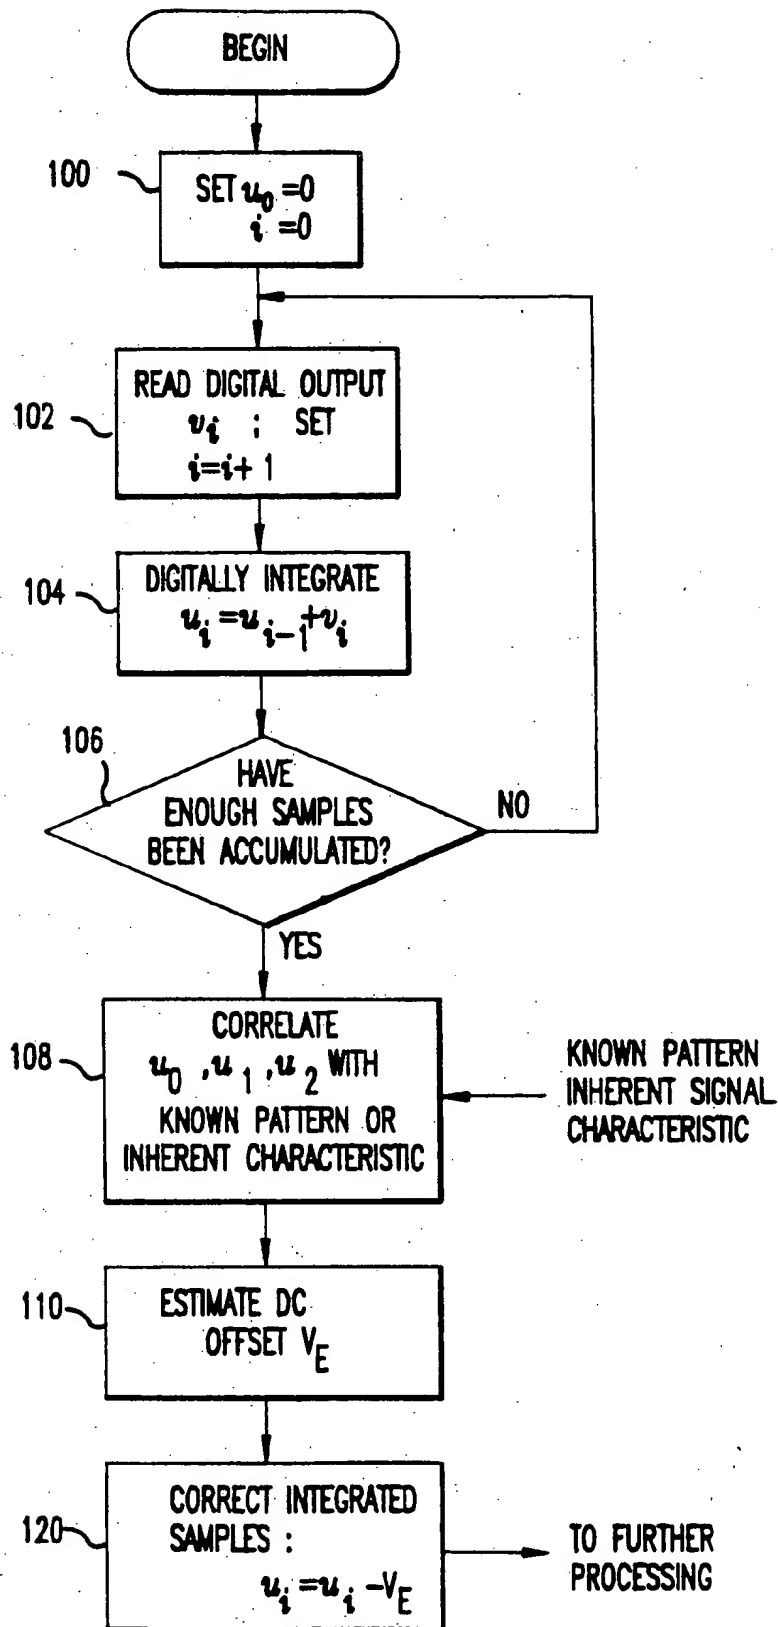 BEGIN
100
SET u₀ =0
i =0
102
READ DIGITAL OUTPUT
vᵢ ; SET
i=i+ 1
104
DIGITALLY INTEGRATE
uᵢ =uᵢ₋₁+vᵢ
106
HAVE
ENOUGH SAMPLES
BEEN ACCUMULATED?
NO
YES
108
CORRELATE
u₀ ,u₁ ,u₂ WITH
KNOWN PATTERN OR
INHERENT CHARACTERISTIC
KNOWN PATTERN
INHERENT SIGNAL
CHARACTERISTIC
110
ESTIMATE DC
OFFSET V_E
120
CORRECT INTEGRATED
SAMPLES :
uᵢ =uᵢ -V_E
TO FURTHER
PROCESSING